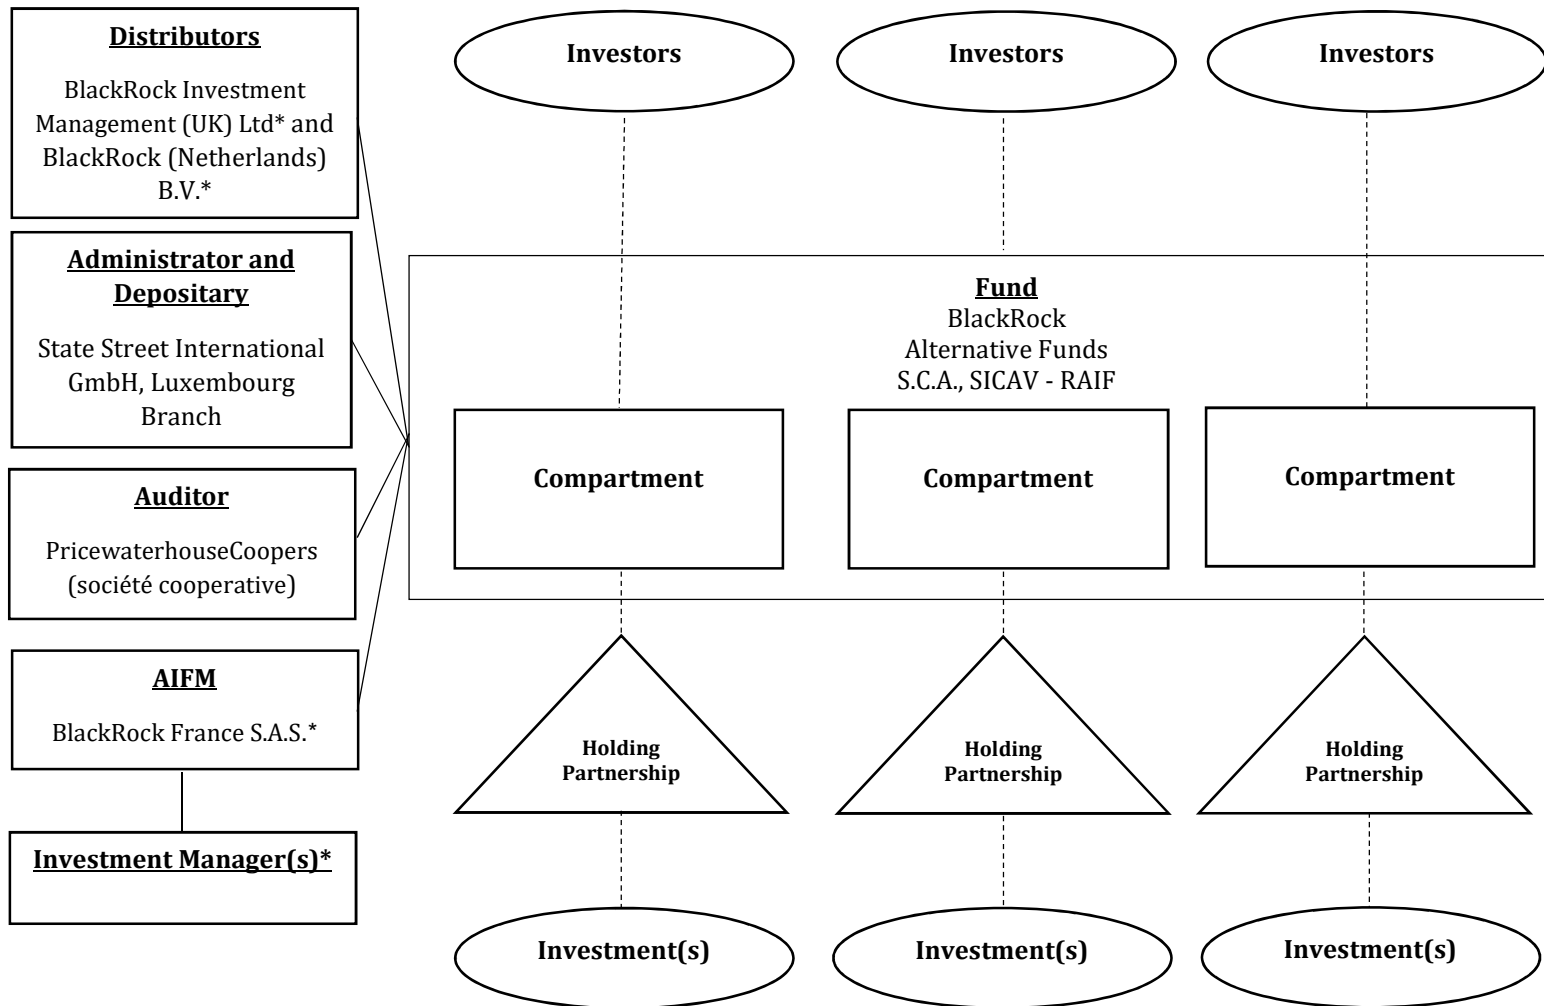 Distributors
BlackRock Investment
Management (UK) Ltd* and
BlackRock (Netherlands)
B.V.*
Administrator and
Depositary
State Street International
GmbH, Luxembourg
Branch
Auditor
PricewaterhouseCoopers
(société cooperative)
AIFM
BlackRock France S.A.S.*
Investment Manager(s)*
Investors
Investors
Investors
Fund
BlackRock
Alternative Funds
S.C.A., SICAV - RAIF
Compartment
Compartment
Compartment
Holding
Partnership
Holding
Partnership
Holding
Partnership
Investment(s)
Investment(s)
Investment(s)